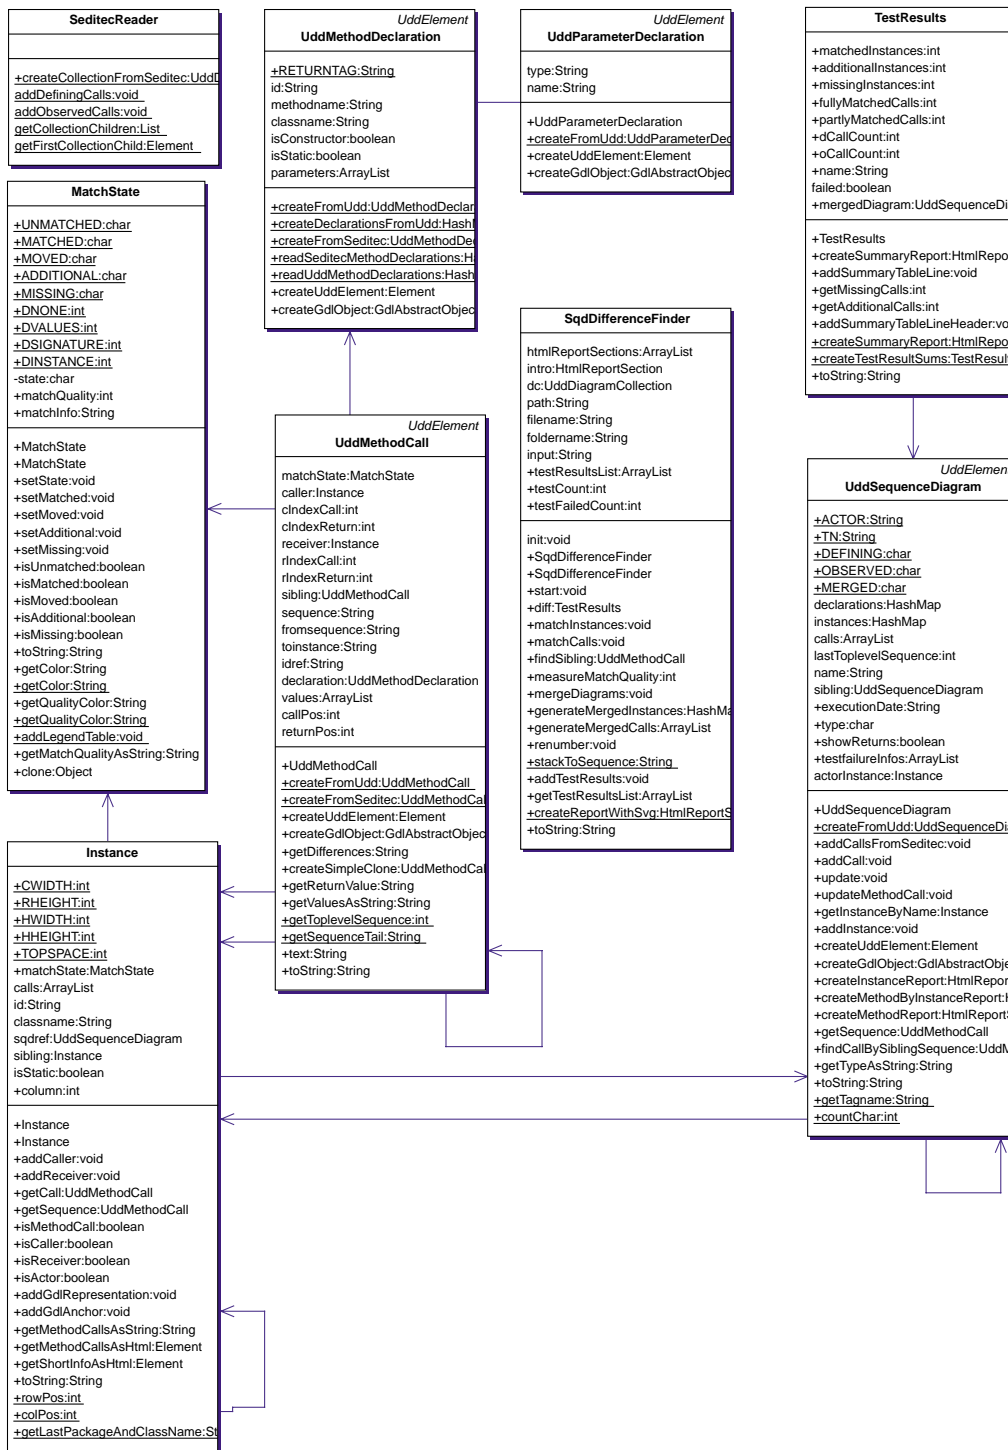 SeditecReader
+createCollectionFromSeditec:UddD
addDefiningCalls:void
addObservedCalls:void
getCollectionChildren:List
getFirstCollectionChild:Element
MatchState
+UNMATCHED:char
+MATCHED:char
+MOVED:char
+ADDITIONAL:char
+MISSING:char
+DNONE:int
+DVALUES:int
+DSIGNATURE:int
+DINSTANCE:int
-state:char
+matchQuality:int
+matchInfo:String
+MatchState
+MatchState
+setState:void
+setMatched:void
+setMoved:void
+setAdditional:void
+setMissing:void
+isUnmatched:boolean
+isMatched:boolean
+isMoved:boolean
+isAdditional:boolean
+isMissing:boolean
+toString:String
+getColor:String
+getColor:String
+getQualityColor:String
+getQualityColor:String
+addLegendTable:void
+getMatchQualityAsString:String
+clone:Object
Instance
+CWIDTH:int
+RHEIGHT:int
+HWIDTH:int
+HHEIGHT:int
+TOPSPACE:int
+matchState:MatchState
calls:ArrayList
id:String
classname:String
sqdref:UddSequenceDiagram
sibling:Instance
isStatic:boolean
+column:int
+Instance
+Instance
+addCaller:void
+addReceiver:void
+getCall:UddMethodCall
+getSequence:UddMethodCall
+isMethodCall:boolean
+isCaller:boolean
+isReceiver:boolean
+isActor:boolean
+addGdlRepresentation:void
+addGdlAnchor:void
+getMethodCallsAsString:String
+getMethodCallsAsHtml:Element
+getShortInfoAsHtml:Element
+toString:String
+rowPos:int
+colPos:int
+getLastPackageAndClassName:St
UddElement
UddMethodDeclaration
+RETURNTAG:String
id:String
methodname:String
classname:String
isConstructor:boolean
isStatic:boolean
parameters:ArrayList
+createFromUdd:UddMethodDeclar
+createDeclarationsFromUdd:HashM
+createFromSeditec:UddMethodDec
+readSeditecMethodDeclarations:Ha
+readUddMethodDeclarations:Hash
+createUddElement:Element
+createGdlObject:GdlAbstractObjec
UddElement
UddMethodCall
matchState:MatchState
caller:Instance
cIndexCall:int
cIndexReturn:int
receiver:Instance
rIndexCall:int
rIndexReturn:int
sibling:UddMethodCall
sequence:String
fromsequence:String
toinstance:String
idref:String
declaration:UddMethodDeclaration
values:ArrayList
callPos:int
returnPos:int
+UddMethodCall
+createFromUdd:UddMethodCall
+createFromSeditec:UddMethodCal
+createUddElement:Element
+createGdlObject:GdlAbstractObjec
+getDifferences:String
+createSimpleClone:UddMethodCal
+getReturnValue:String
+getValuesAsString:String
+getToplevelSequence:int
+getSequenceTail:String
+text:String
+toString:String
UddElement
UddParameterDeclaration
type:String
name:String
+UddParameterDeclaration
+createFromUdd:UddParameterDec
+createUddElement:Element
+createGdlObject:GdlAbstractObjec
SqdDifferenceFinder
htmlReportSections:ArrayList
intro:HtmlReportSection
dc:UddDiagramCollection
path:String
filename:String
foldername:String
input:String
+testResultsList:ArrayList
+testCount:int
+testFailedCount:int
init:void
+SqdDifferenceFinder
+SqdDifferenceFinder
+start:void
+diff:TestResults
+matchInstances:void
+matchCalls:void
+findSibling:UddMethodCall
+measureMatchQuality:int
+mergeDiagrams:void
+generateMergedInstances:HashMa
+generateMergedCalls:ArrayList
+renumber:void
+stackToSequence:String
+addTestResults:void
+getTestResultsList:ArrayList
+createReportWithSvg:HtmlReportS
+toString:String
TestResults
+matchedInstances:int
+additionalInstances:int
+missingInstances:int
+fullyMatchedCalls:int
+partlyMatchedCalls:int
+dCallCount:int
+oCallCount:int
+name:String
failed:boolean
+mergedDiagram:UddSequenceDi
+TestResults
+createSummaryReport:HtmlRepor
+addSummaryTableLine:void
+getMissingCalls:int
+getAdditionalCalls:int
+addSummaryTableLineHeader:vo
+createSummaryReport:HtmlRepor
+createTestResultSums:TestResul
+toString:String
UddElement
UddSequenceDiagram
+ACTOR:String
+TN:String
+DEFINING:char
+OBSERVED:char
+MERGED:char
declarations:HashMap
instances:HashMap
calls:ArrayList
lastToplevelSequence:int
name:String
sibling:UddSequenceDiagram
+executionDate:String
+type:char
+showReturns:boolean
+testfailureInfos:ArrayList
actorInstance:Instance
+UddSequenceDiagram
+createFromUdd:UddSequenceDia
+addCallsFromSeditec:void
+addCall:void
+update:void
+updateMethodCall:void
+getInstanceByName:Instance
+addInstance:void
+createUddElement:Element
+createGdlObject:GdlAbstractObje
+createInstanceReport:HtmlRepor
+createMethodByInstanceReport:H
+createMethodReport:HtmlReportS
+getSequence:UddMethodCall
+findCallBySiblingSequence:UddM
+getTypeAsString:String
+toString:String
+getTagname:String
+countChar:int